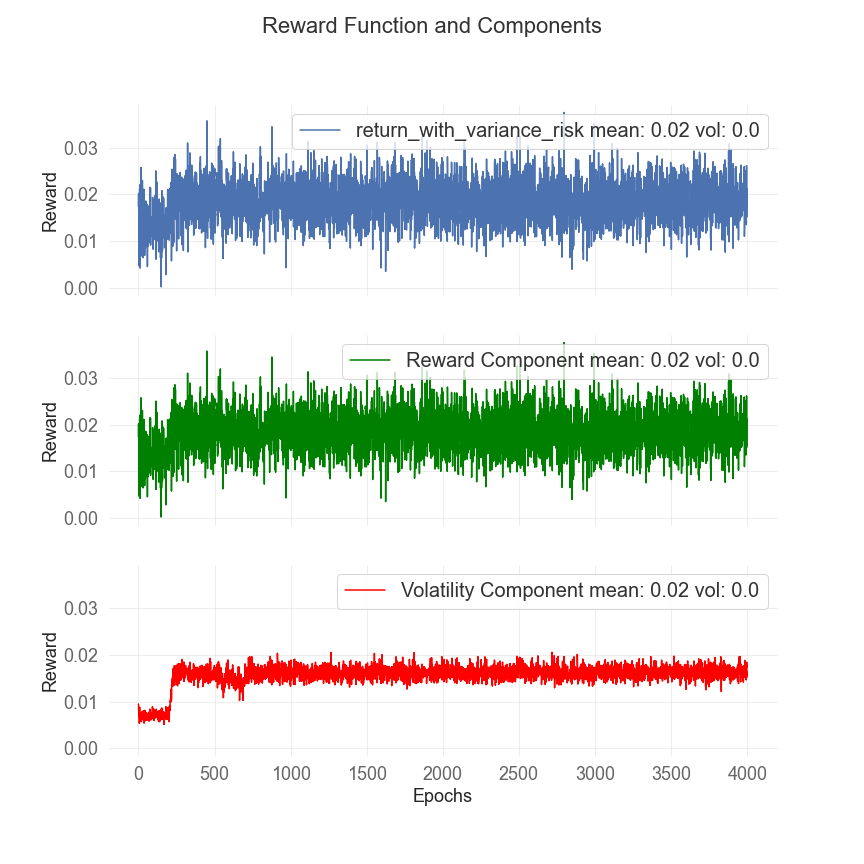 Reward Function and Components
return_with_variance_risk mean: 0.02 vol: 0.0
0.03
0.02
0.01
0.00
Reward
Reward Component mean: 0.02 vol: 0.0
0.03
0.02
0.01
0.00
Reward
Volatility Component mean: 0.02 vol: 0.0
0.03
0.02
0.01
0.00
Reward
0 500 1000 1500 2000 2500 3000 3500 4000
Epochs